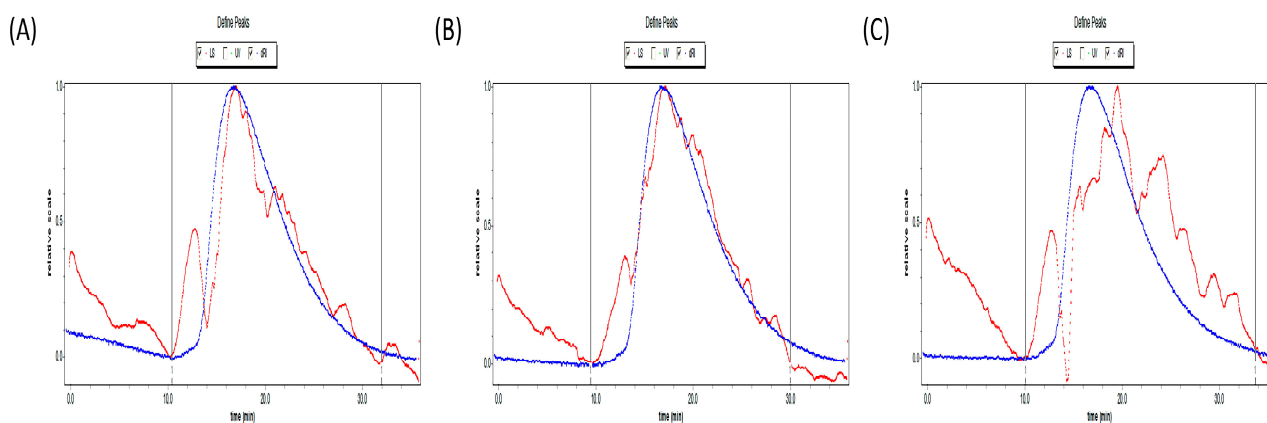 (A)
Define Peaks
LS UV dRI
1.0
0.5
0.0
relative scale
0.0 10.0 20.0 30.0
time (min)
(B)
Define Peaks
LS UV dRI
1.0
0.5
0.0
relative scale
0.0 10.0 20.0 30.0
time (min)
(C)
Define Peaks
LS UV dRI
1.0
0.5
0.0
relative scale
0.0 10.0 20.0 30.0
time (min)